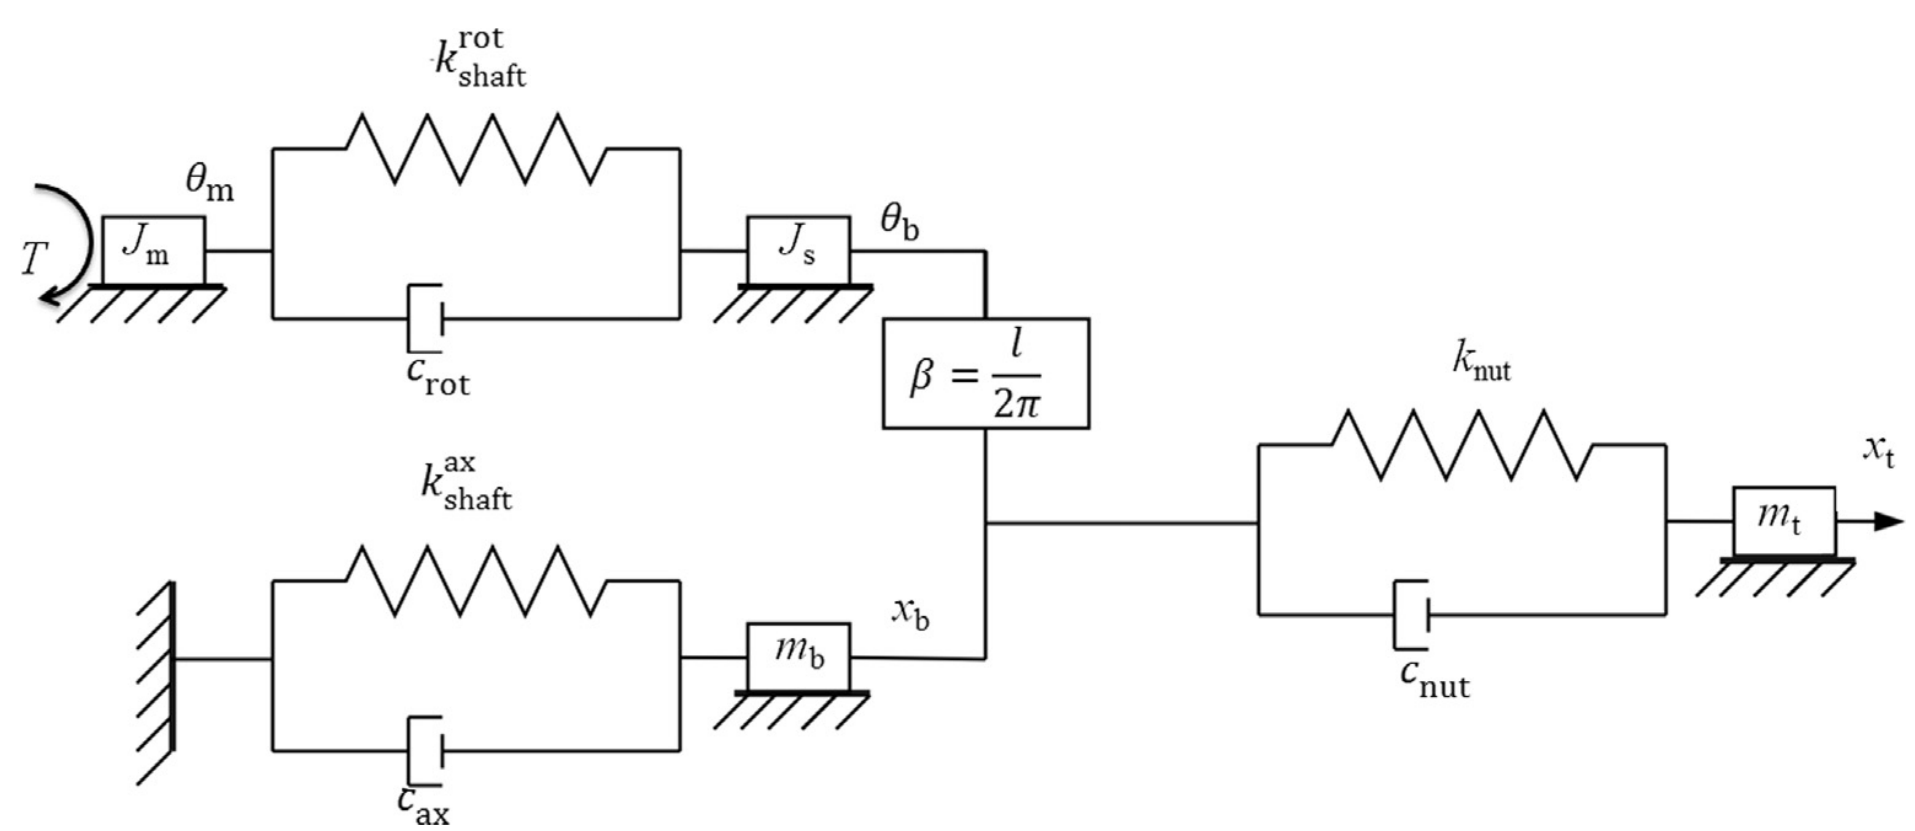 k_shaft^rot
θ_m
T
J_m
J_s
θ_b
c_rot
β = l/2π
k_nut
x_t
k_shaft^ax
m_t
x_b
m_b
c_nut
c_ax